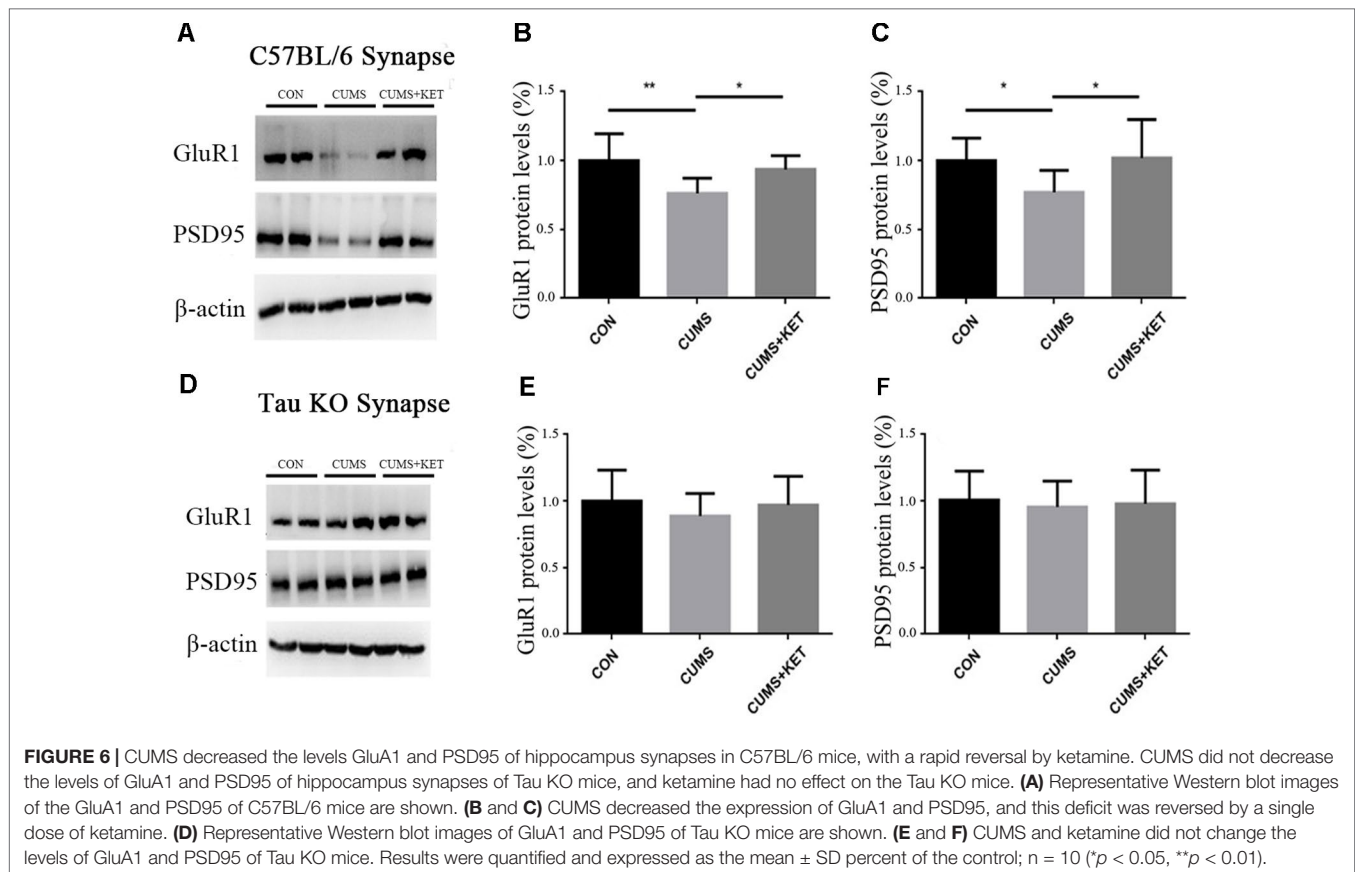 A
C57BL/6 Synapse
CON CUMS CUMS+KET
GluR1
PSD95
β-actin
B
GluR1 protein levels (%)
1.5
1.0
0.5
0.0
** *
CON
CUMS
CUMS+KET
C
PSD95 protein levels (%)
1.5
1.0
0.5
0.0
* *
CON
CUMS
CUMS+KET
D
Tau KO Synapse
CON CUMS CUMS+KET
GluR1
PSD95
β-actin
E
GluR1 protein levels (%)
1.5
1.0
0.5
0.0
CON
CUMS
CUMS+KET
F
PSD95 protein levels (%)
1.5
1.0
0.5
0.0
CON
CUMS
CUMS+KET
FIGURE 6 | CUMS decreased the levels GluA1 and PSD95 of hippocampus synapses in C57BL/6 mice, with a rapid reversal by ketamine. CUMS did not decrease
the levels of GluA1 and PSD95 of hippocampus synapses of Tau KO mice, and ketamine had no effect on the Tau KO mice. (A) Representative Western blot images
of the GluA1 and PSD95 of C57BL/6 mice are shown. (B and C) CUMS decreased the expression of GluA1 and PSD95, and this deficit was reversed by a single
dose of ketamine. (D) Representative Western blot images of GluA1 and PSD95 of Tau KO mice are shown. (E and F) CUMS and ketamine did not change the
levels of GluA1 and PSD95 of Tau KO mice. Results were quantified and expressed as the mean ± SD percent of the control; n = 10 (*p < 0.05, **p < 0.01).